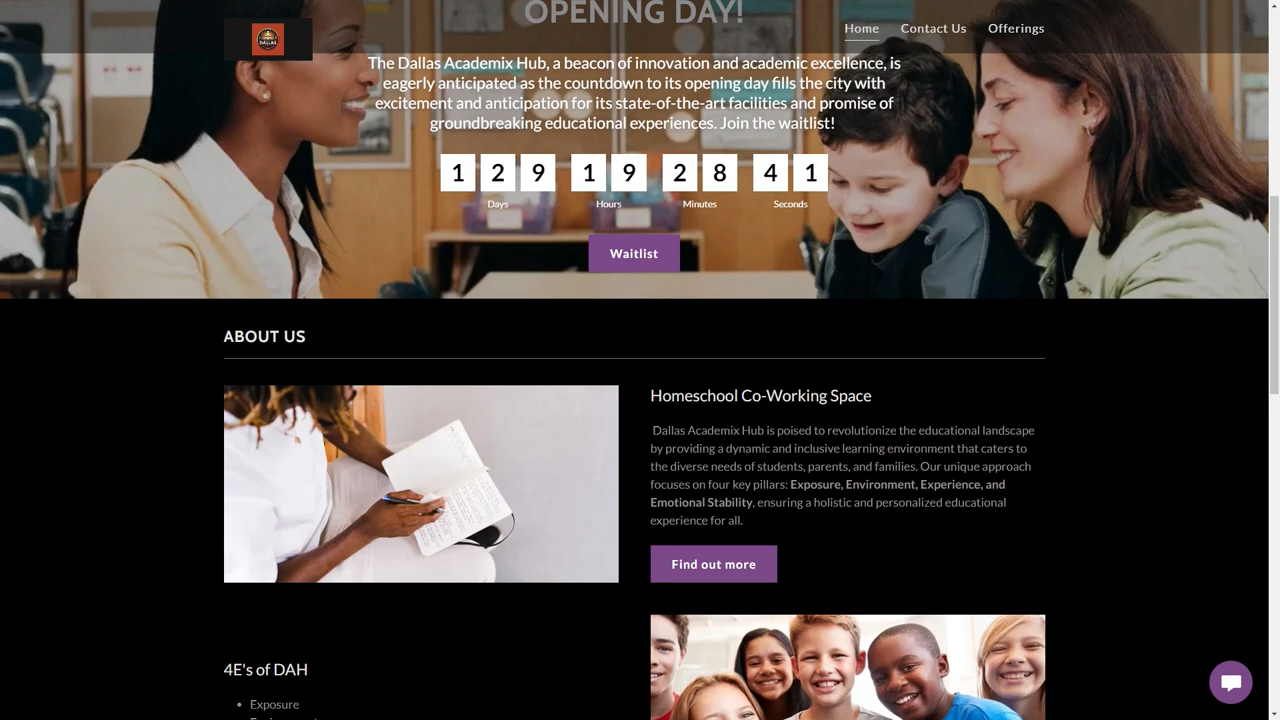 OPENING DAY!
Home Contact Us Offerings
DALLAS
The Dallas Academix Hub, a beacon of innovation and academic excellence, is
eagerly anticipated as the countdown to its opening day fills the city with
excitement and anticipation for its state-of-the-art facilities and promise of
groundbreaking educational experiences. Join the waitlist!
1 2 9 1 9 2 8 4 1
Days Hours Minutes Seconds
Waitlist
ABOUT US
Homeschool Co-Working Space
Dallas Academix Hub is poised to revolutionize the educational landscape
by providing a dynamic and inclusive learning environment that caters to
the diverse needs of students, parents, and families. Our unique approach
focuses on four key pillars: Exposure, Environment, Experience, and
Emotional Stability, ensuring a holistic and personalized educational
experience for all.
Find out more
4E's of DAH
• Exposure